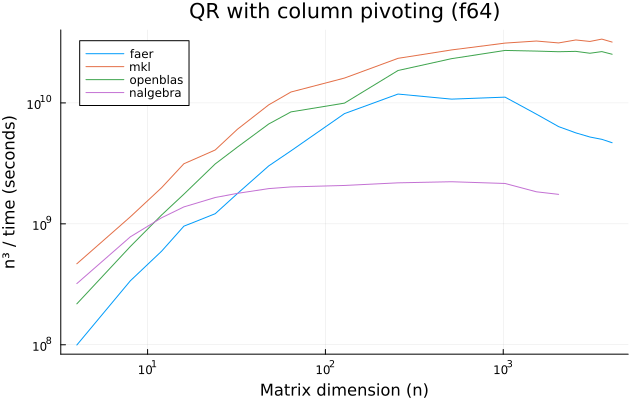 QR with column pivoting (f64)
faer
mkl
openblas
nalgebra
10¹⁰
10⁹
10⁸
n³ / time (seconds)
10¹
10²
10³
Matrix dimension (n)